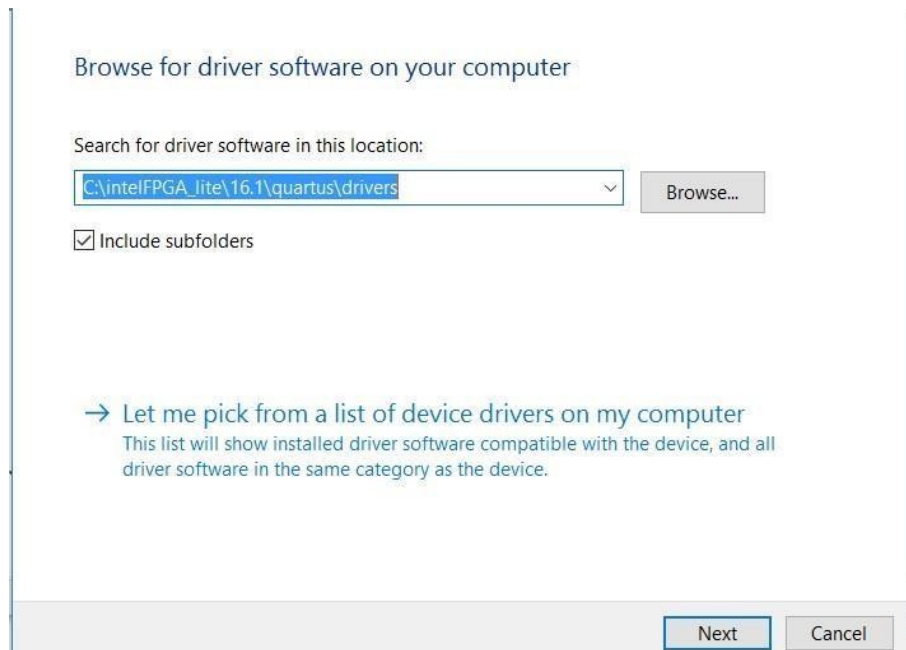 Browse for driver software on your computer
Search for driver software in this location:
C:\intelFPGA_lite\16.1\quartus\drivers
Browse...
Include subfolders
Let me pick from a list of device drivers on my computer
This list will show installed driver software compatible with the device, and all
driver software in the same category as the device.
Next
Cancel